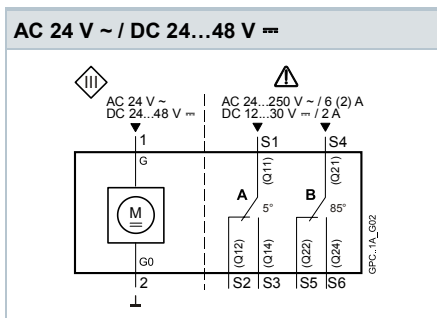 AC 24 V ~ / DC 24...48 V ⎓
III
AC 24 V ~
DC 24...48 V ⎓
AC 24...250 V ~ / 6 (2) A
DC 12...30 V ⎓ / 2 A
1
S1
S4
G
(Q11)
(Q21)
A
B
5°
85°
M
G0
(Q12)
(Q14)
(Q22)
(Q24)
2
S2
S3
S5
S6
GPC..1A_G02